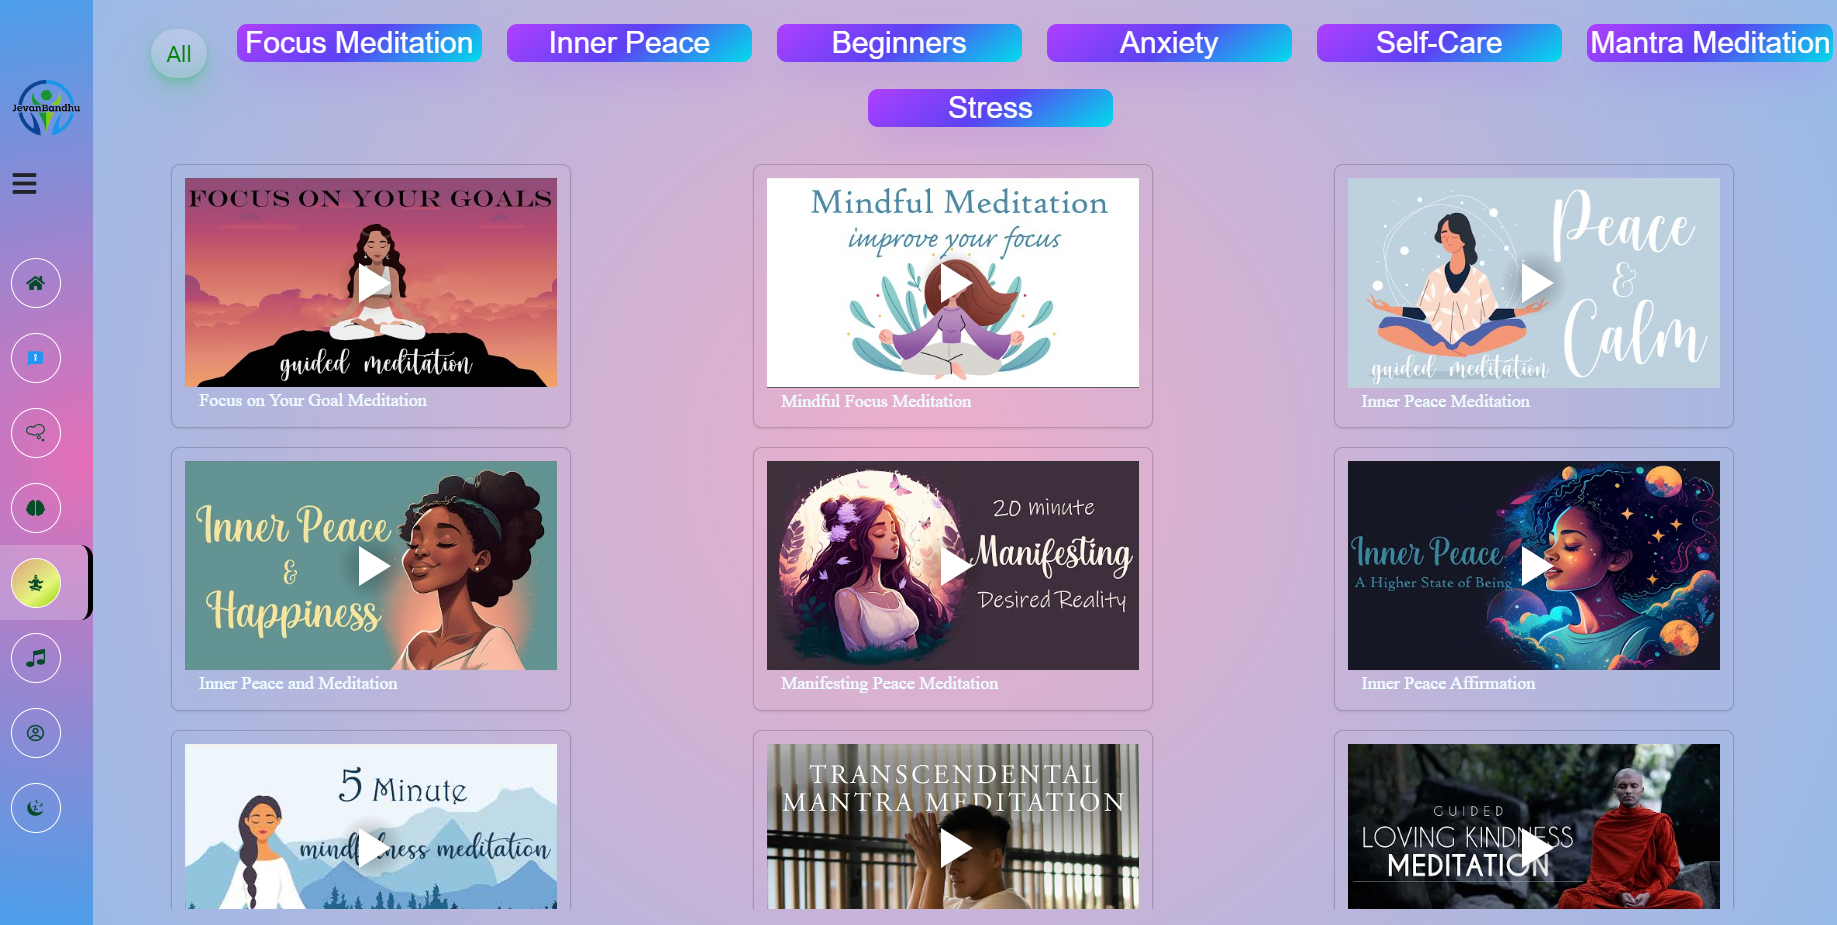 All
Focus Meditation
Inner Peace
Beginners
Anxiety
Self-Care
Mantra Meditation
Stress
JevanBandhu
FOCUS ON YOUR GOALS
guided meditation
Focus on Your Goal Meditation
Mindful Meditation
improve your focus
Mindful Focus Meditation
Peace
&
Calm
guided meditation
Inner Peace Meditation
Inner Peace
&
Happiness
Inner Peace and Meditation
20 minute
Manifesting
Desired Reality
Manifesting Peace Meditation
Inner Peace
A Higher State of Being
Inner Peace Affirmation
5 Minute
mindfulness meditation
TRANSCENDENTAL
MANTRA MEDITATION
GUIDED
LOVING KINDNESS
MEDITATION